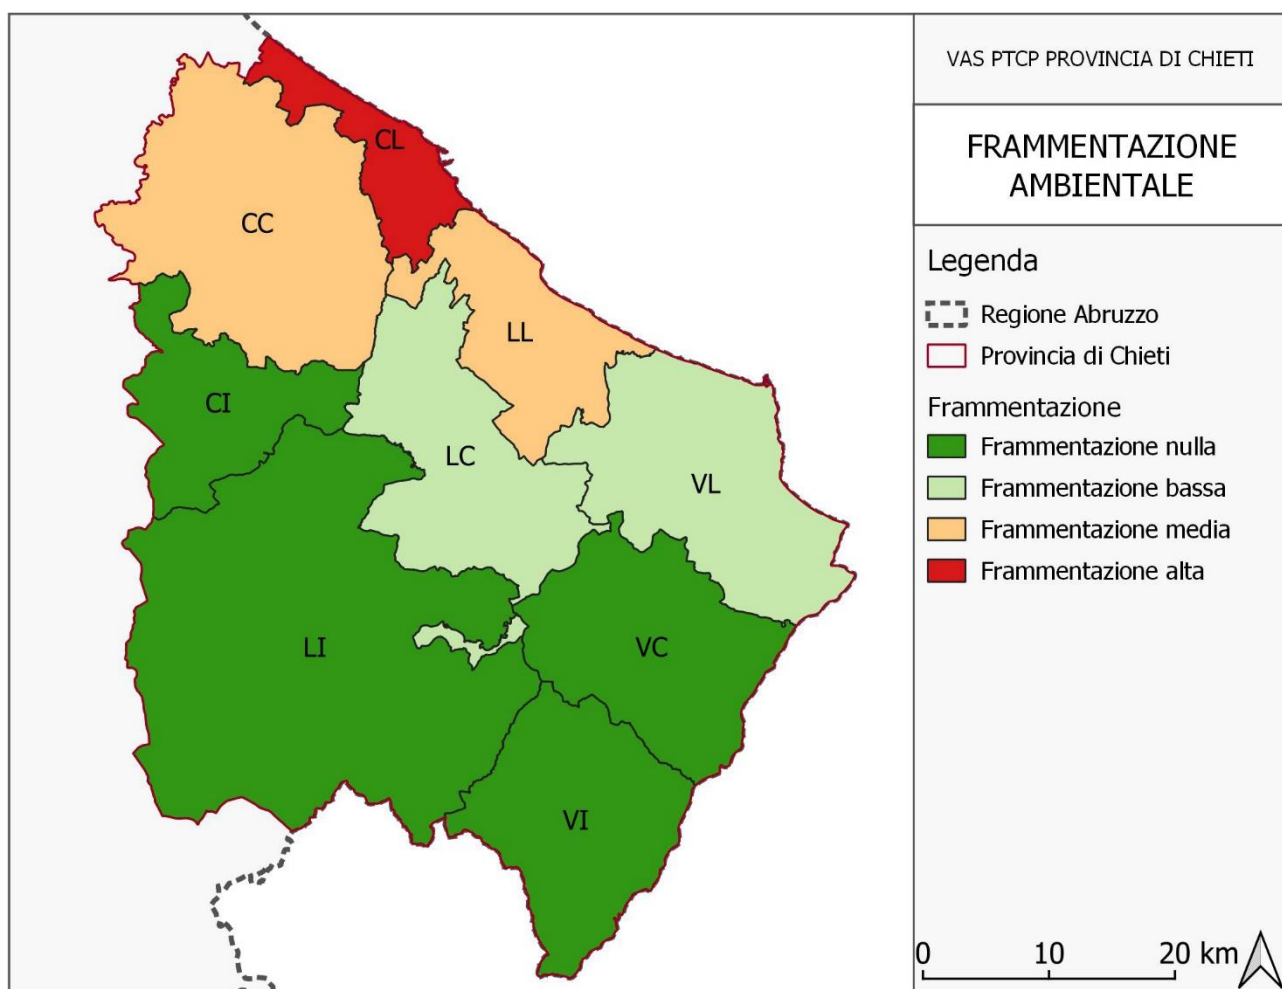 VAS PTCP PROVINCIA DI CHIETI
FRAMMENTAZIONE
AMBIENTALE
Legenda
Regione Abruzzo
Provincia di Chieti
Frammentazione
Frammentazione nulla
Frammentazione bassa
Frammentazione media
Frammentazione alta
CL
CC
LL
CI
LC
VL
LI
VC
VI
0 10 20 km